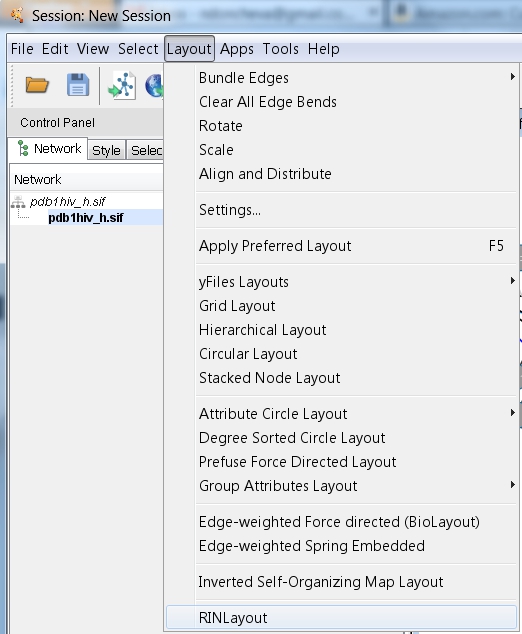 Session: New Session
File Edit View Select Layout Apps Tools Help
Control Panel
Network Style Selec
Network
pdb1hiv_h.sif
pdb1hiv_h.sif
Bundle Edges
Clear All Edge Bends
Rotate
Scale
Align and Distribute
Settings...
Apply Preferred Layout F5
yFiles Layouts
Grid Layout
Hierarchical Layout
Circular Layout
Stacked Node Layout
Attribute Circle Layout
Degree Sorted Circle Layout
Prefuse Force Directed Layout
Group Attributes Layout
Edge-weighted Force directed (BioLayout)
Edge-weighted Spring Embedded
Inverted Self-Organizing Map Layout
RINLayout